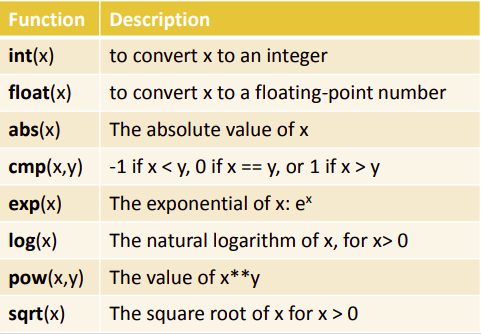 Function Description
int(x) to convert x to an integer
float(x) to convert x to a floating-point number
abs(x) The absolute value of x
cmp(x,y) -1 if x < y, 0 if x == y, or 1 if x > y
exp(x) The exponential of x: eˣ
log(x) The natural logarithm of x, for x> 0
pow(x,y) The value of x**y
sqrt(x) The square root of x for x > 0